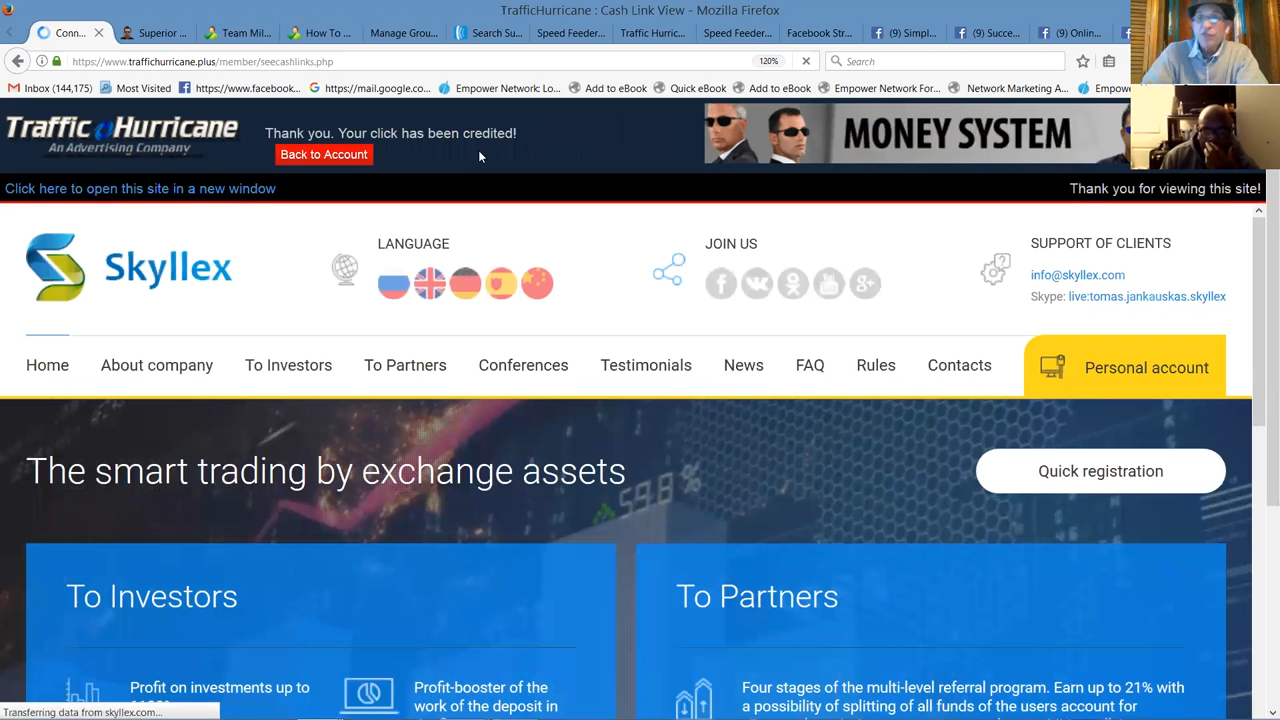 TrafficHurricane : Cash Link View - Mozilla Firefox
Conn...
Superior ...
Team Mil...
How To ...
Manage Grou...
Search Su...
Speed Feeder...
Traffic Hurric...
Speed Feeder...
Facebook Str...
(9) Simpl...
(9) Succe...
(9) Onlin...
https://www.traffichurricane.plus/member/seecashlinks.php
120%
Search
Inbox (144,175)
Most Visited
https://www.facebook...
https://mail.google.co...
Empower Network: Lo...
Add to eBook
Quick eBook
Add to eBook
Empower Network For...
Network Marketing A...
Empowe
Traffic Hurricane
An Advertising Company
Thank you. Your click has been credited!
Back to Account
MONEY SYSTEM
Click here to open this site in a new window
Thank you for viewing this site!
Skyllex
LANGUAGE
JOIN US
SUPPORT OF CLIENTS
info@skyllex.com
Skype: live:tomas.jankauskas.skyllex
Home
About company
To Investors
To Partners
Conferences
Testimonials
News
FAQ
Rules
Contacts
Personal account
The smart trading by exchange assets
Quick registration
59.8%
To Investors
To Partners
Profit on investments up to
Profit-booster of the
work of the deposit in
Four stages of the multi-level referral program. Earn up to 21% with
a possibility of splitting of all funds of the users account for
Transferring data from skyllex.com...